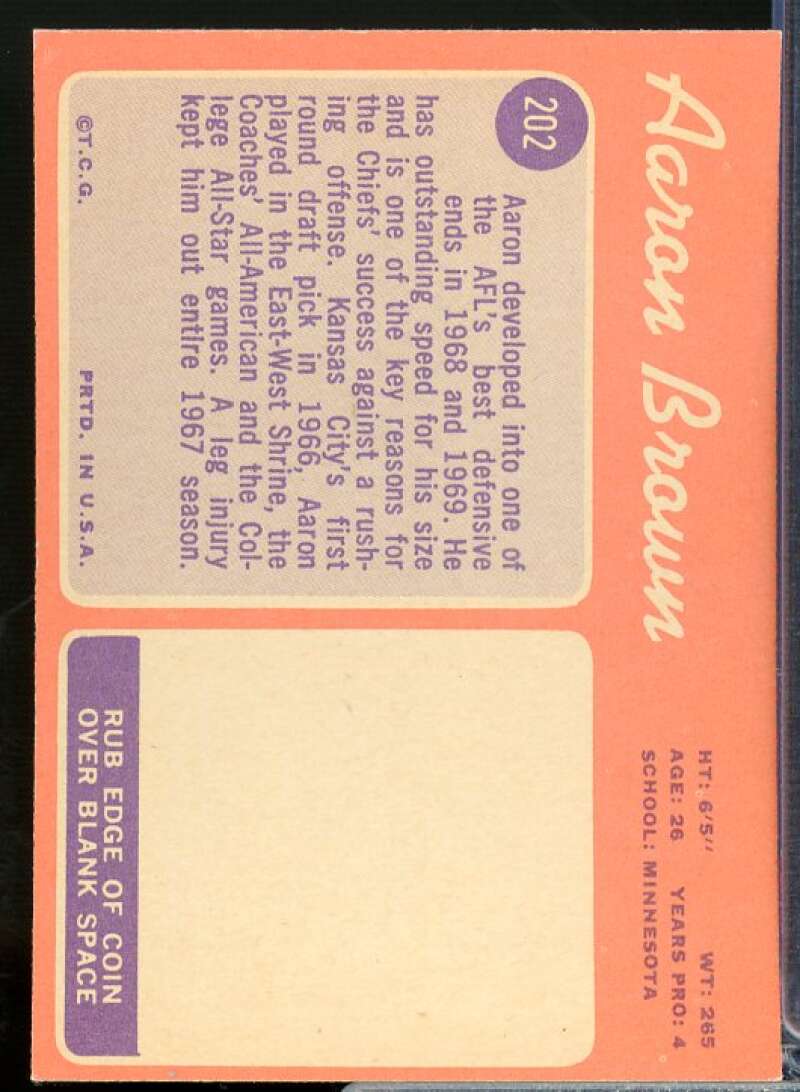 Aaron Brown
HT: 6'5" WT: 265
AGE: 26 YEARS PRO: 4
SCHOOL: MINNESOTA
202
Aaron developed into one of
the AFL's best defensive
ends in 1968 and 1969. He
has outstanding speed for his size
and is one of the key reasons for
the Chiefs' success against a rush-
ing offense. Kansas City's first
round draft pick in 1966, Aaron
played in the East-West Shrine, the
Coaches' All-American and the Col-
lege All-Star games. A leg injury
kept him out entire 1967 season.
©T.C.G. PRTD. IN U.S.A.
RUB EDGE OF COIN
OVER BLANK SPACE